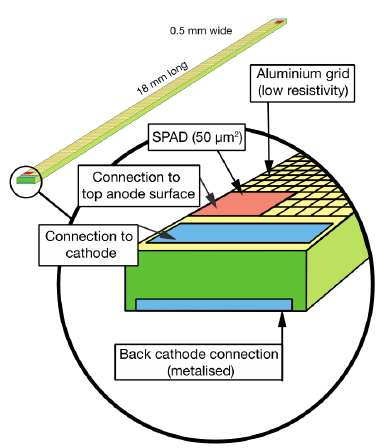 0.5 mm wide
18 mm long
Aluminium grid
(low resistivity)
SPAD (50 µm²)
Connection to
top anode surface
Connection to
cathode
Back cathode connection
(metalised)